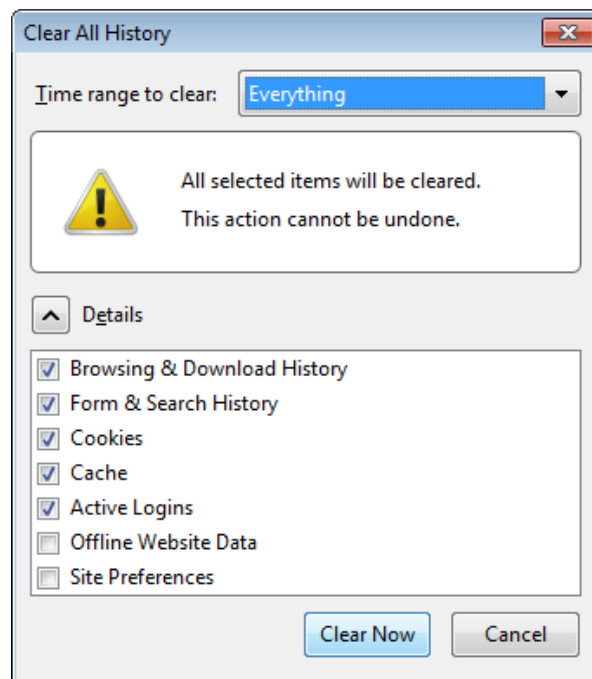 Clear All History
Time range to clear: Everything
All selected items will be cleared.
This action cannot be undone.
Details
Browsing & Download History
Form & Search History
Cookies
Cache
Active Logins
Offline Website Data
Site Preferences
Clear Now Cancel